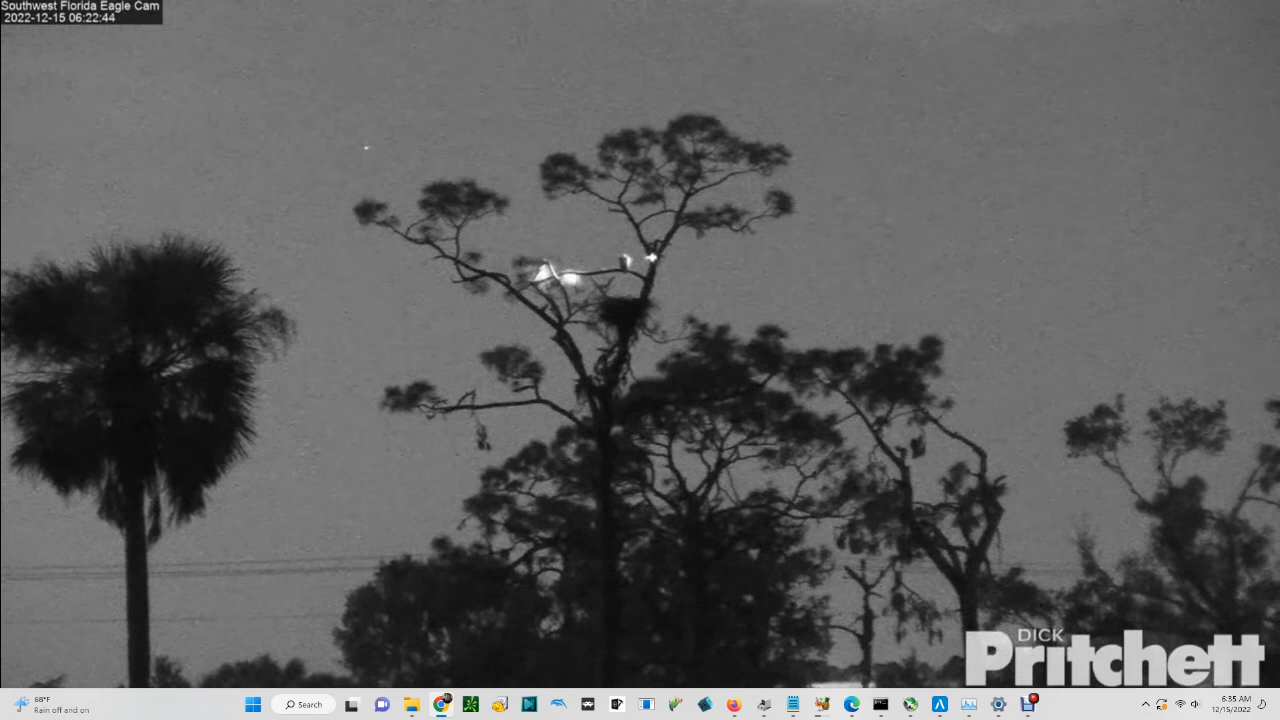 Southwest Florida Eagle Cam
2022-12-15 06:22:44
DICK
Pritchett
68°F
Rain off and on
Search
6:35 AM
12/15/2022